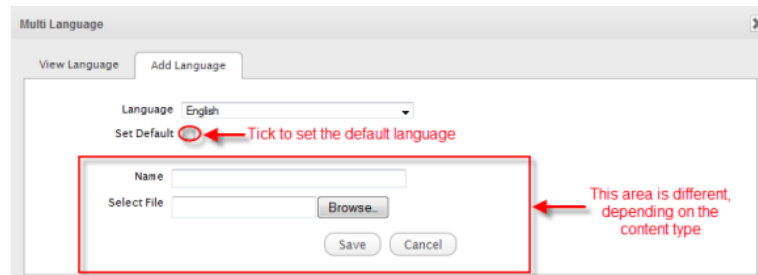 Multi Language
View Language
Add Language
Language English
Set Default
Tick to set the default language
Name
Select File Browse..
This area is different,
depending on the
content type
Save Cancel